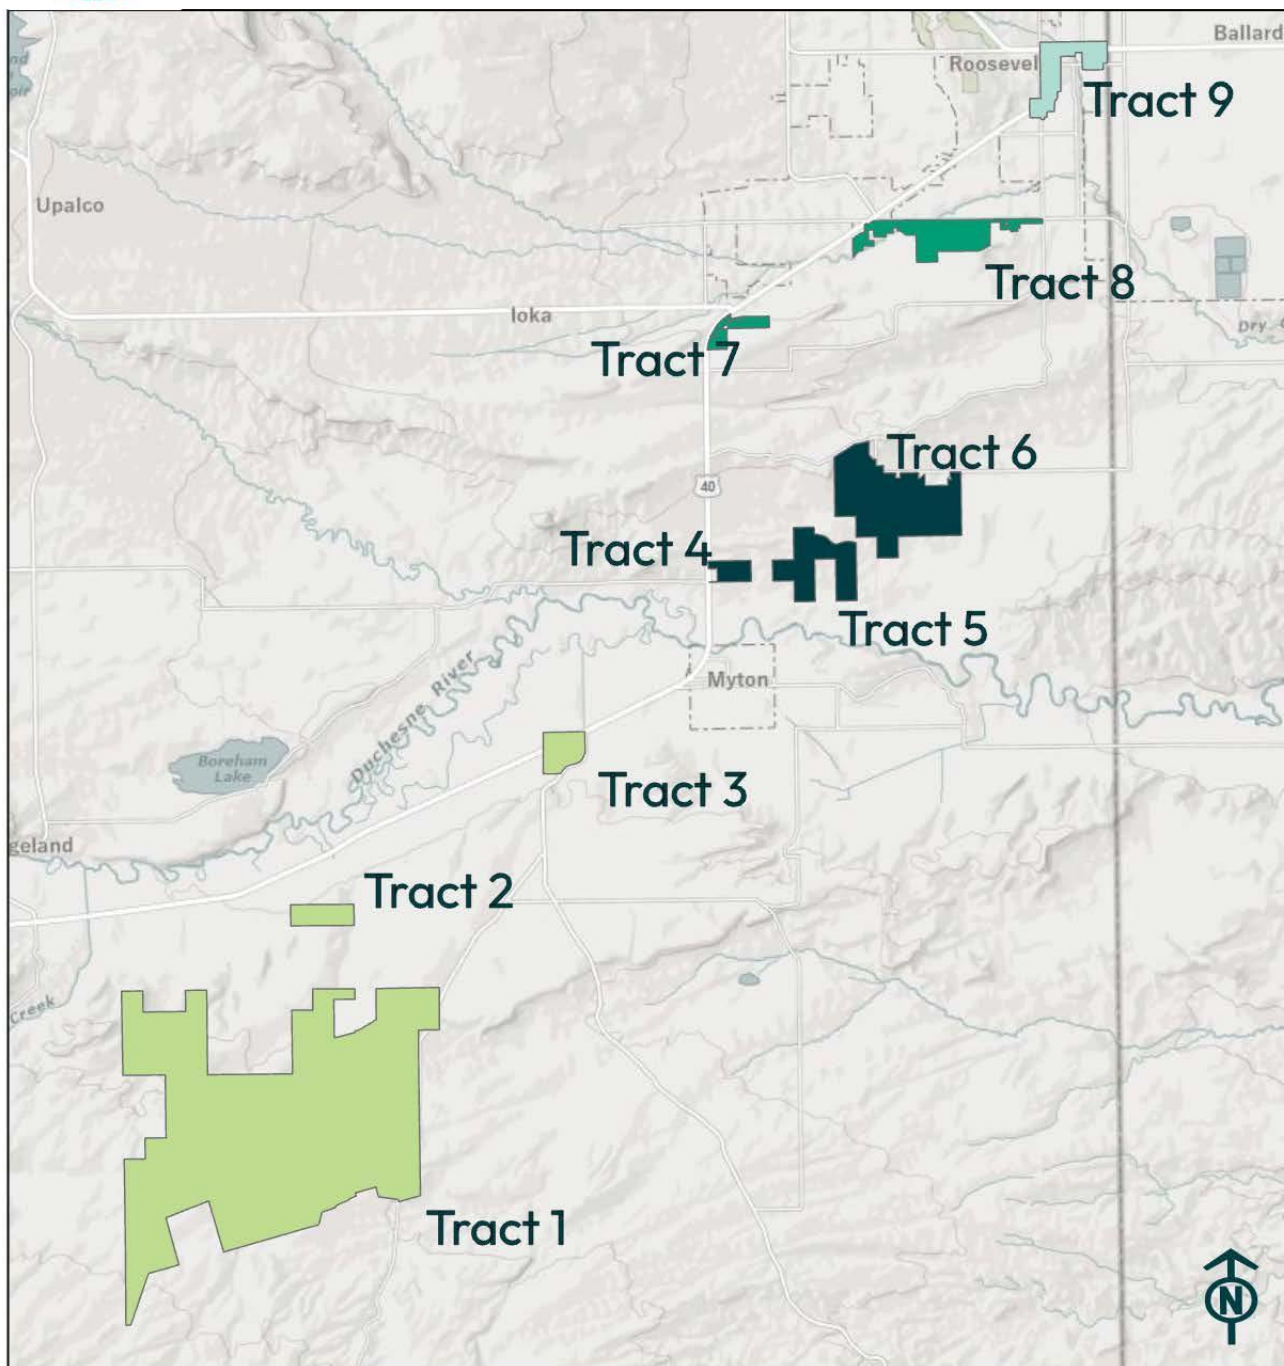 Ballard
Roosevel
Tract 9
Upalco
Tract 8
Ioka
Dry
Tract 7
Tract 6
40
Tract 4
Tract 5
Duchesne River
Myton
Boreham
Lake
Tract 3
geland
Tract 2
Creek
Tract 1
N